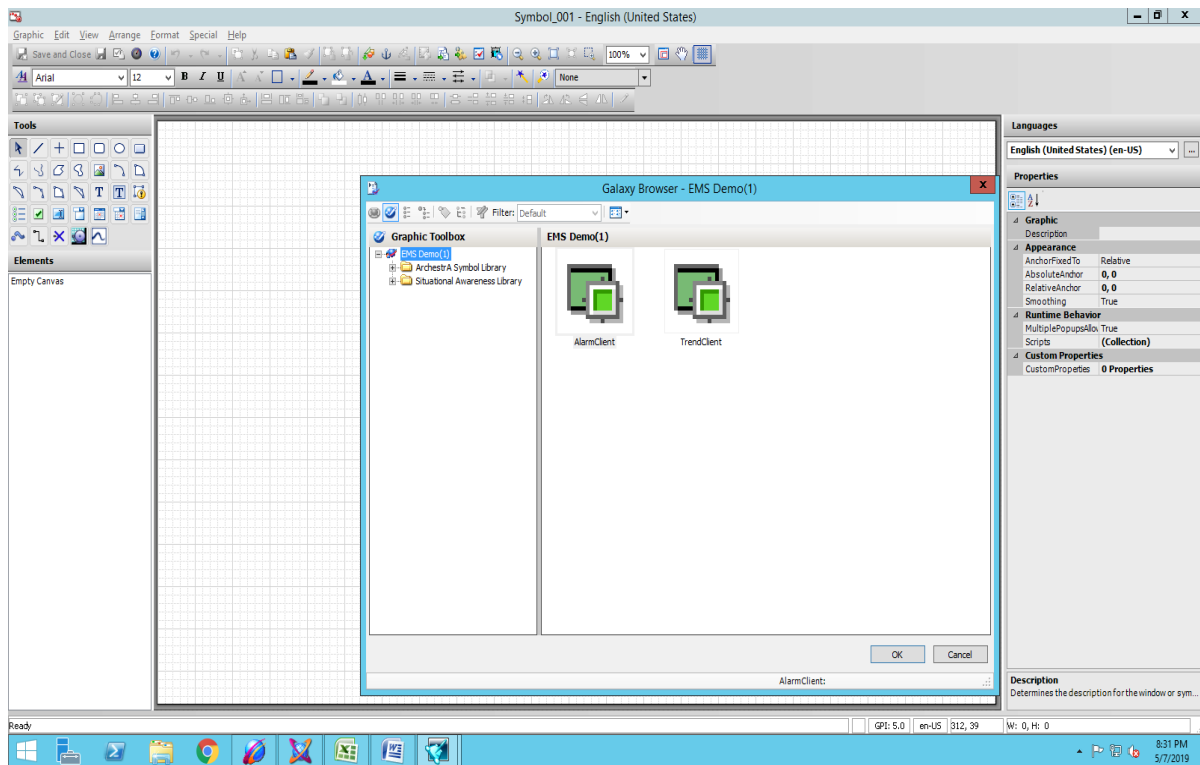 Symbol_001 - English (United States)
Graphic Edit View Arrange Format Special Help
Save and Close 100%
Arial 12 B I U A None
Tools
T T
Elements
Empty Canvas
Galaxy Browser - EMS Demo(1)
Filter: Default
Graphic Toolbox
EMS Demo(1)
ArchestrA Symbol Library
Situational Awareness Library
EMS Demo(1)
AlarmClient TrendClient
OK Cancel
AlarmClient:
Languages
English (United States) (en-US) ...
Properties
Graphic
Description
Appearance
AnchorFixedTo Relative
AbsoluteAnchor 0, 0
RelativeAnchor 0, 0
Smoothing True
Runtime Behavior
MultiplePopupsAllov True
Scripts (Collection)
Custom Properties
CustomProperties 0 Properties
Description
Determines the description for the window or sym...
Ready GPI: 5.0 en-US 312, 39 W: 0, H: 0
8:31 PM
5/7/2019